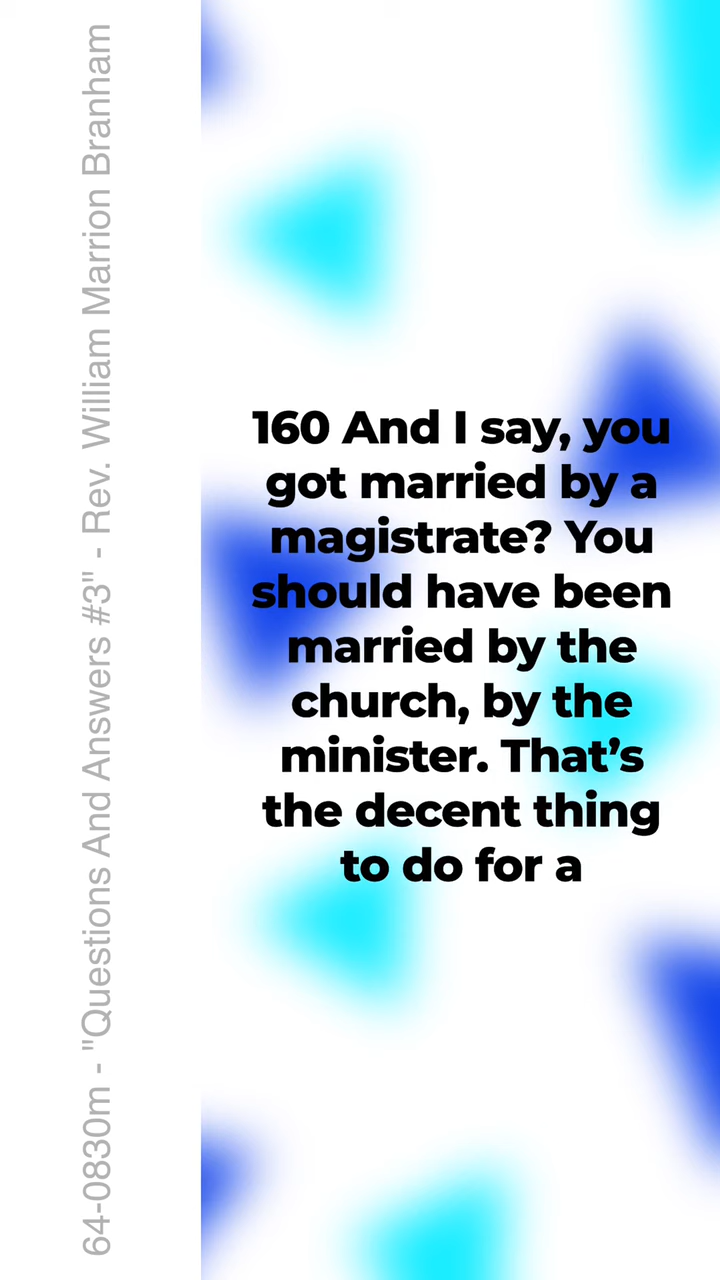 64-0830m - "Questions And Answers #3" - Rev. William Marrion Branham
160 And I say, you
got married by a
magistrate? You
should have been
married by the
church, by the
minister. That’s
the decent thing
to do for a